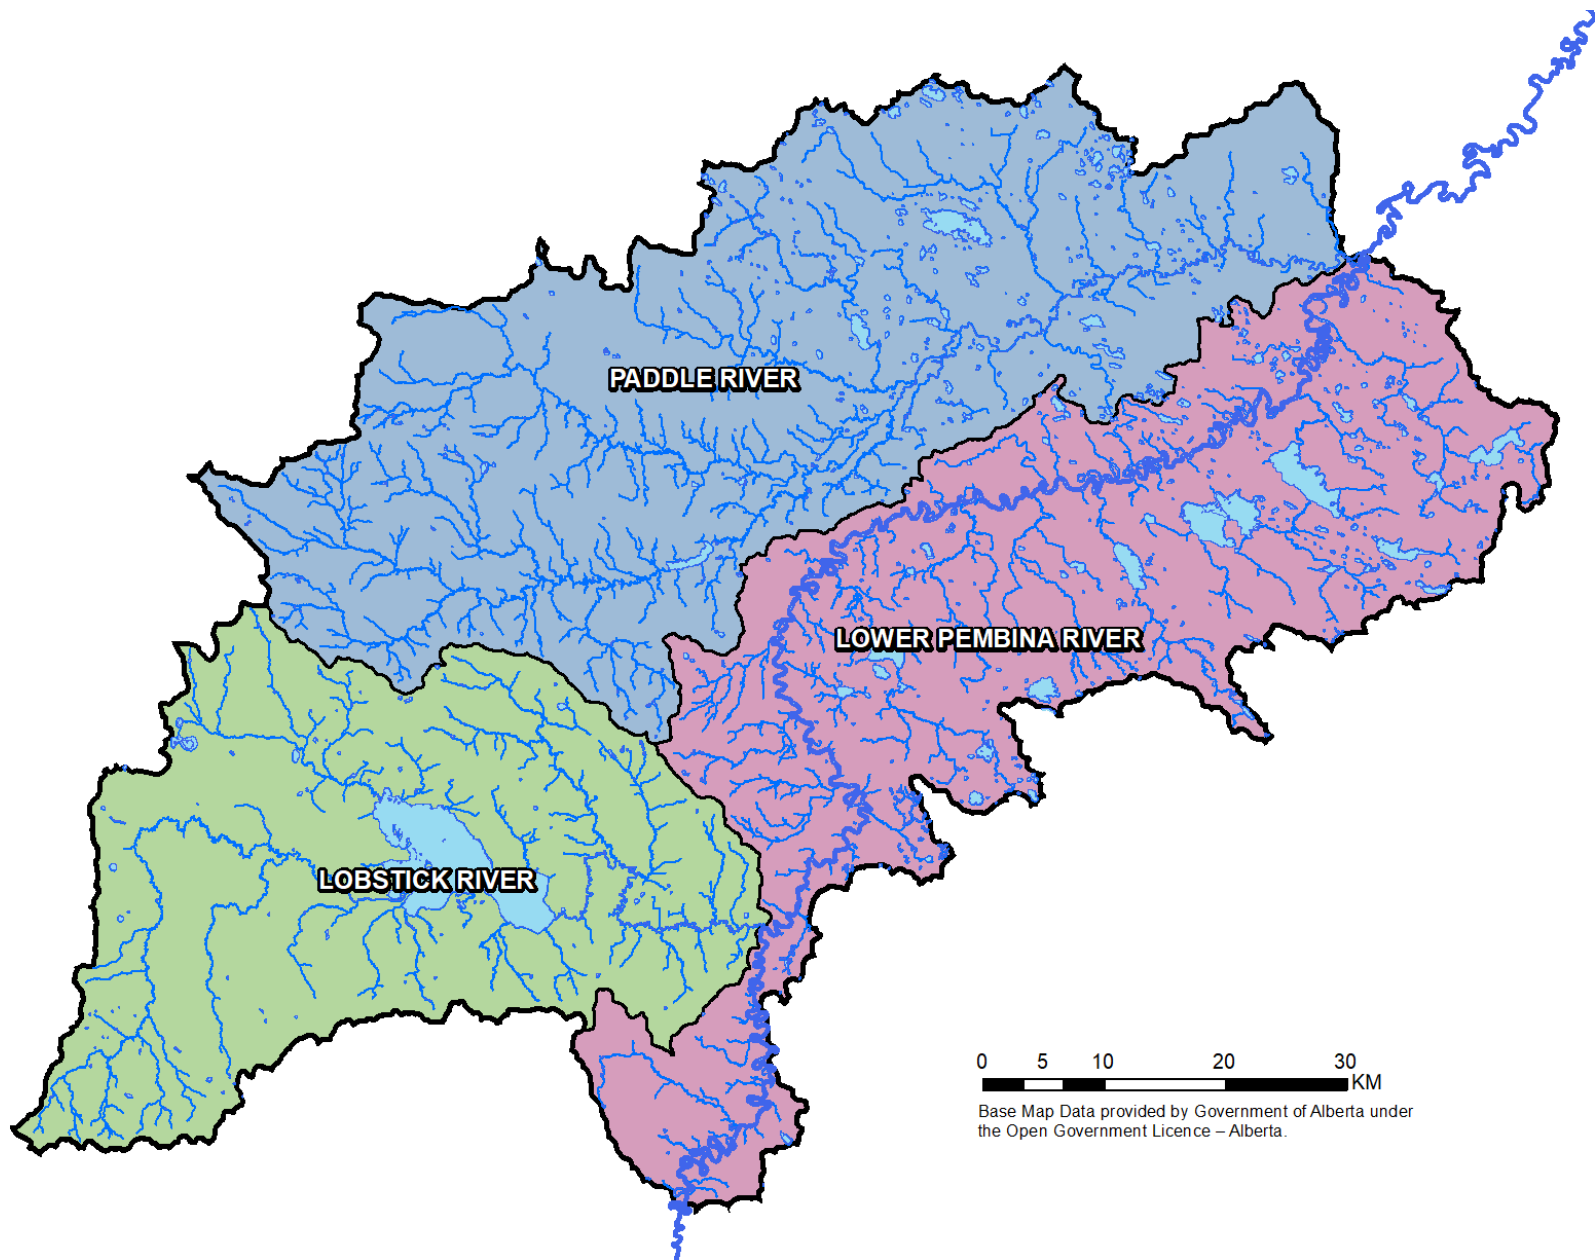 PADDLE RIVER
LOWER PEMBINA RIVER
LOBSTICK RIVER
0 5 10 20 30
KM
Base Map Data provided by Government of Alberta under
the Open Government Licence – Alberta.